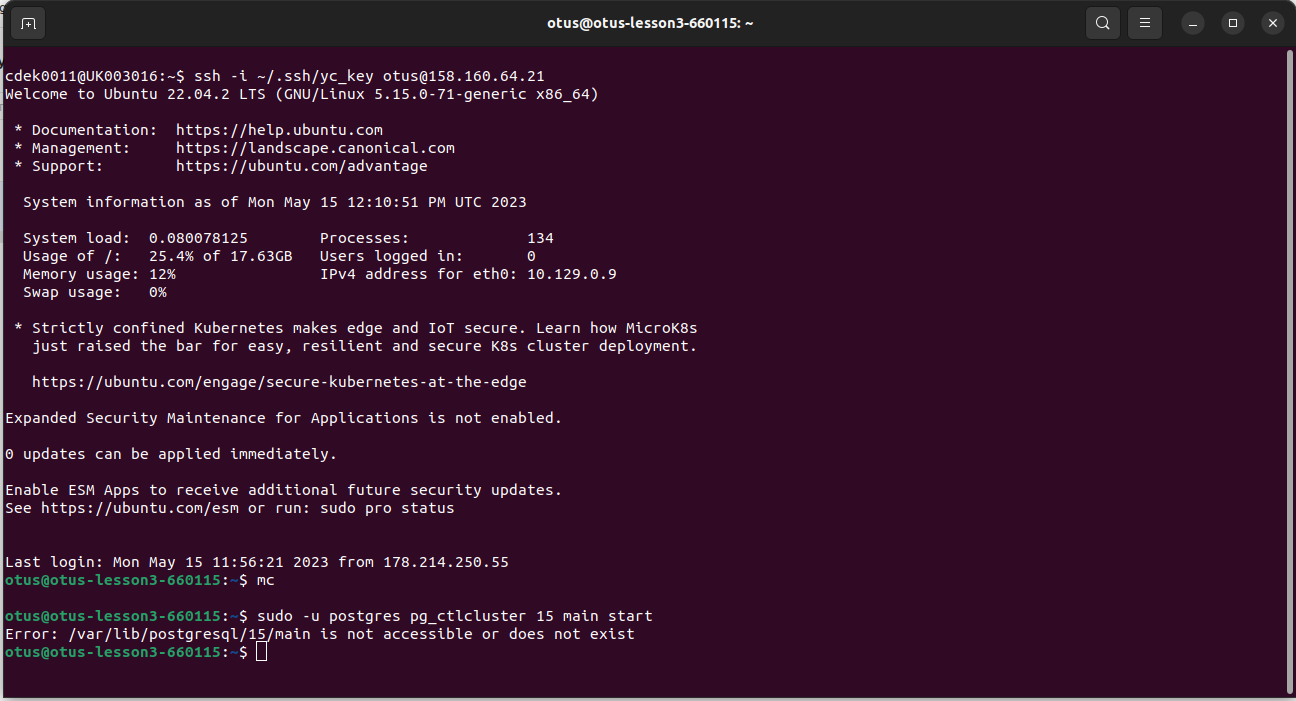 otus@otus-lesson3-660115: ~
cdek0011@UK003016:~$ ssh -i ~/.ssh/yc_key otus@158.160.64.21
Welcome to Ubuntu 22.04.2 LTS (GNU/Linux 5.15.0-71-generic x86_64)
* Documentation:  https://help.ubuntu.com
* Management:     https://landscape.canonical.com
* Support:        https://ubuntu.com/advantage
System information as of Mon May 15 12:10:51 PM UTC 2023
System load:  0.080078125        Processes:             134
Usage of /:   25.4% of 17.63GB   Users logged in:       0
Memory usage: 12%                IPv4 address for eth0: 10.129.0.9
Swap usage:   0%
* Strictly confined Kubernetes makes edge and IoT secure. Learn how MicroK8s
just raised the bar for easy, resilient and secure K8s cluster deployment.
https://ubuntu.com/engage/secure-kubernetes-at-the-edge
Expanded Security Maintenance for Applications is not enabled.
0 updates can be applied immediately.
Enable ESM Apps to receive additional future security updates.
See https://ubuntu.com/esm or run: sudo pro status
Last login: Mon May 15 11:56:21 2023 from 178.214.250.55
otus@otus-lesson3-660115:~$ mc
otus@otus-lesson3-660115:~$ sudo -u postgres pg_ctlcluster 15 main start
Error: /var/lib/postgresql/15/main is not accessible or does not exist
otus@otus-lesson3-660115:~$